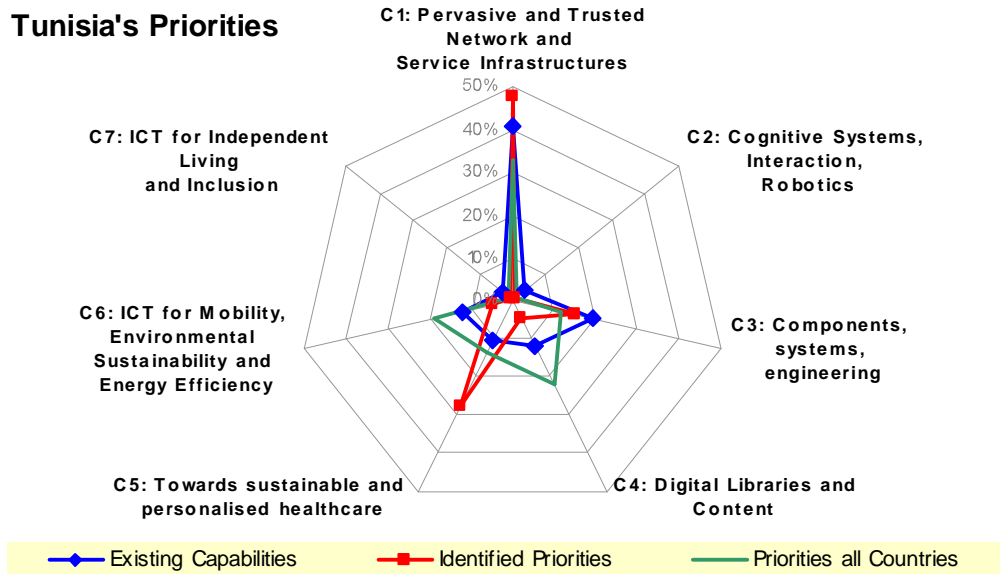 Tunisia's Priorities
C1: Pervasive and Trusted
Network and
Service Infrastructures
50%
40%
30%
20%
10%
0%
C2: Cognitive Systems,
Interaction,
Robotics
C3: Components,
systems,
engineering
C4: Digital Libraries and
Content
C5: Towards sustainable and
personalised healthcare
C6: ICT for Mobility,
Environmental
Sustainability and
Energy Efficiency
C7: ICT for Independent
Living
and Inclusion
Existing Capabilities
Identified Priorities
Priorities all Countries